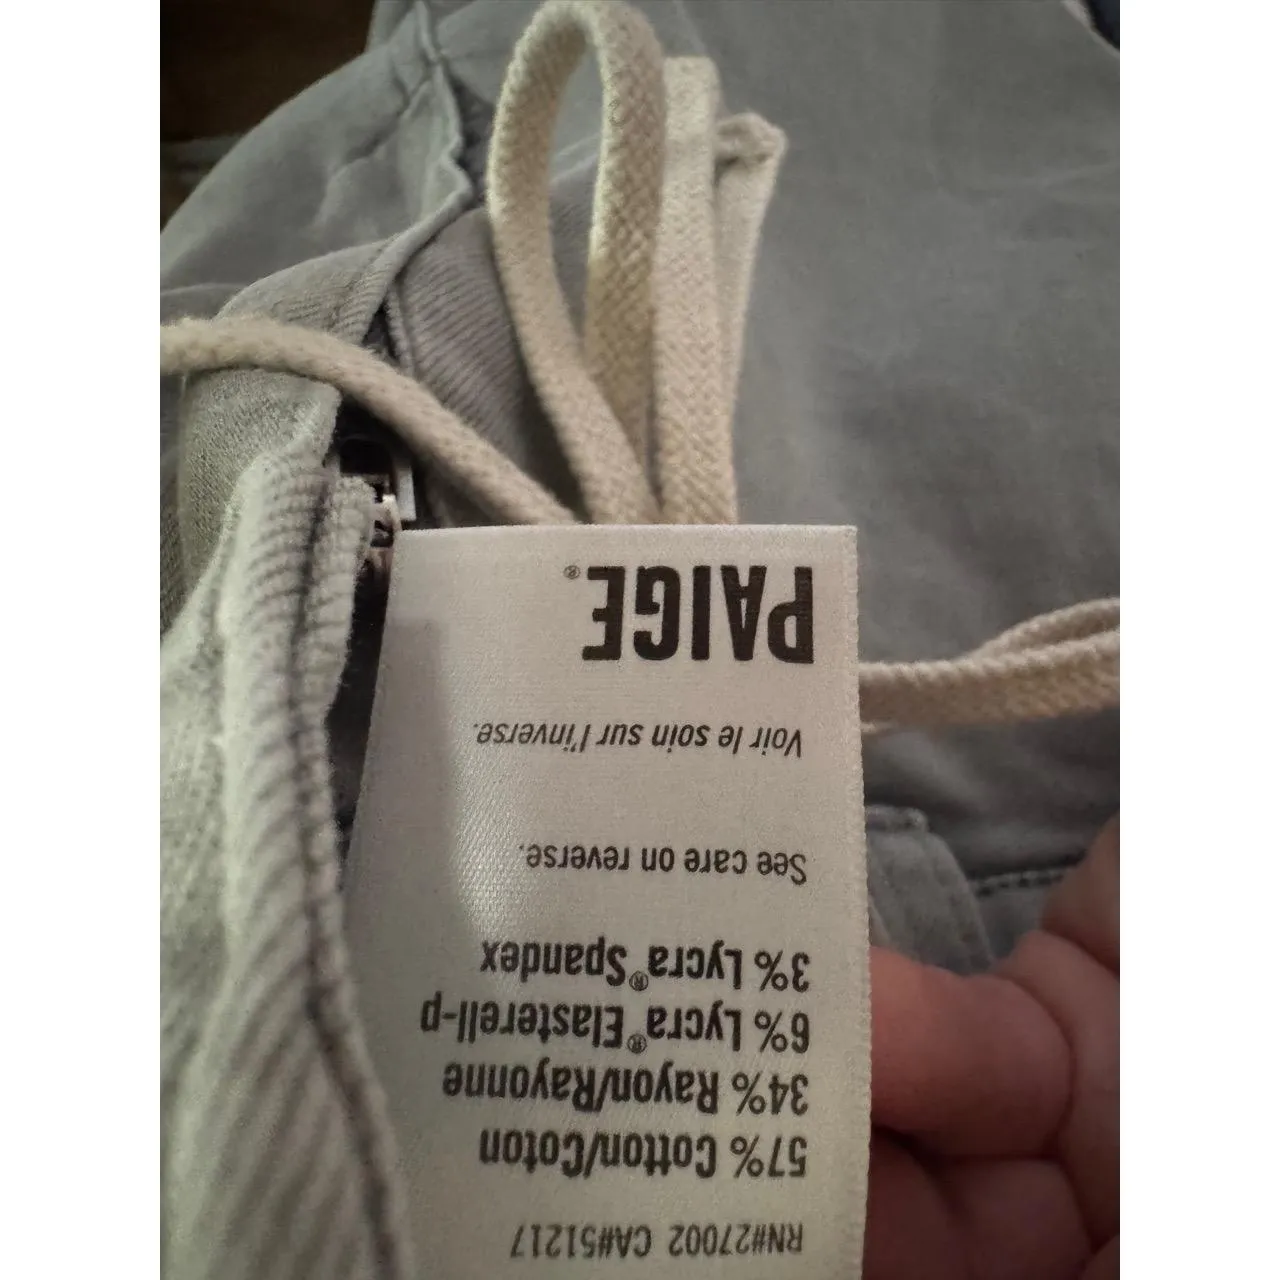 RN#27002 CA#51217
57% Cotton/Coton
34% Rayon/Rayonne
6% Lycra® Elasterell-p
3% Lycra® Spandex
See care on reverse.
Voir le soin sur l'inverse.
PAIGE®